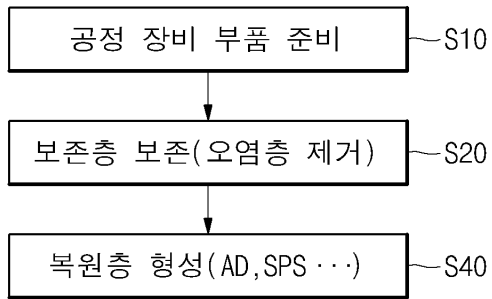 공정 장비 부품 준비 S10
보존층 보존(오염층 제거) S20
복원층 형성(AD,SPS···) S40